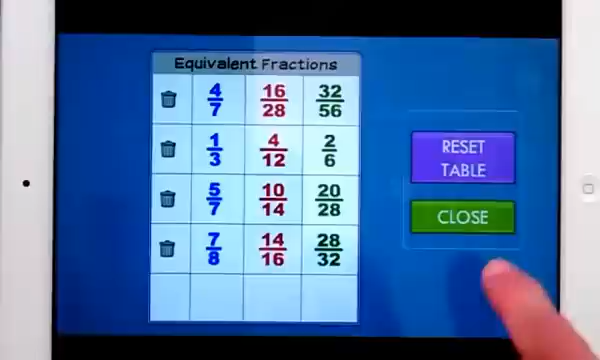 Equivalent Fractions
4/7 16/28 32/56
1/3 4/12 2/6
5/7 10/14 20/28
7/8 14/16 28/32
RESET
TABLE
CLOSE